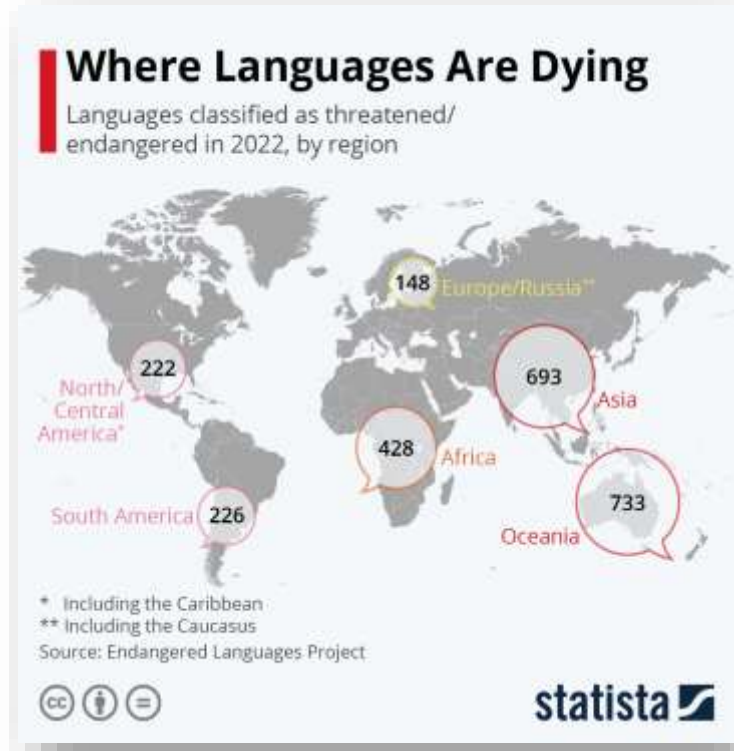 Where Languages Are Dying
Languages classified as threatened/
endangered in 2022, by region
148
Europe/Russia**
222
North/
Central
America*
693
Asia
428
Africa
South America
226
733
Oceania
* Including the Caribbean
** Including the Caucasus
Source: Endangered Languages Project
cc
=
statista